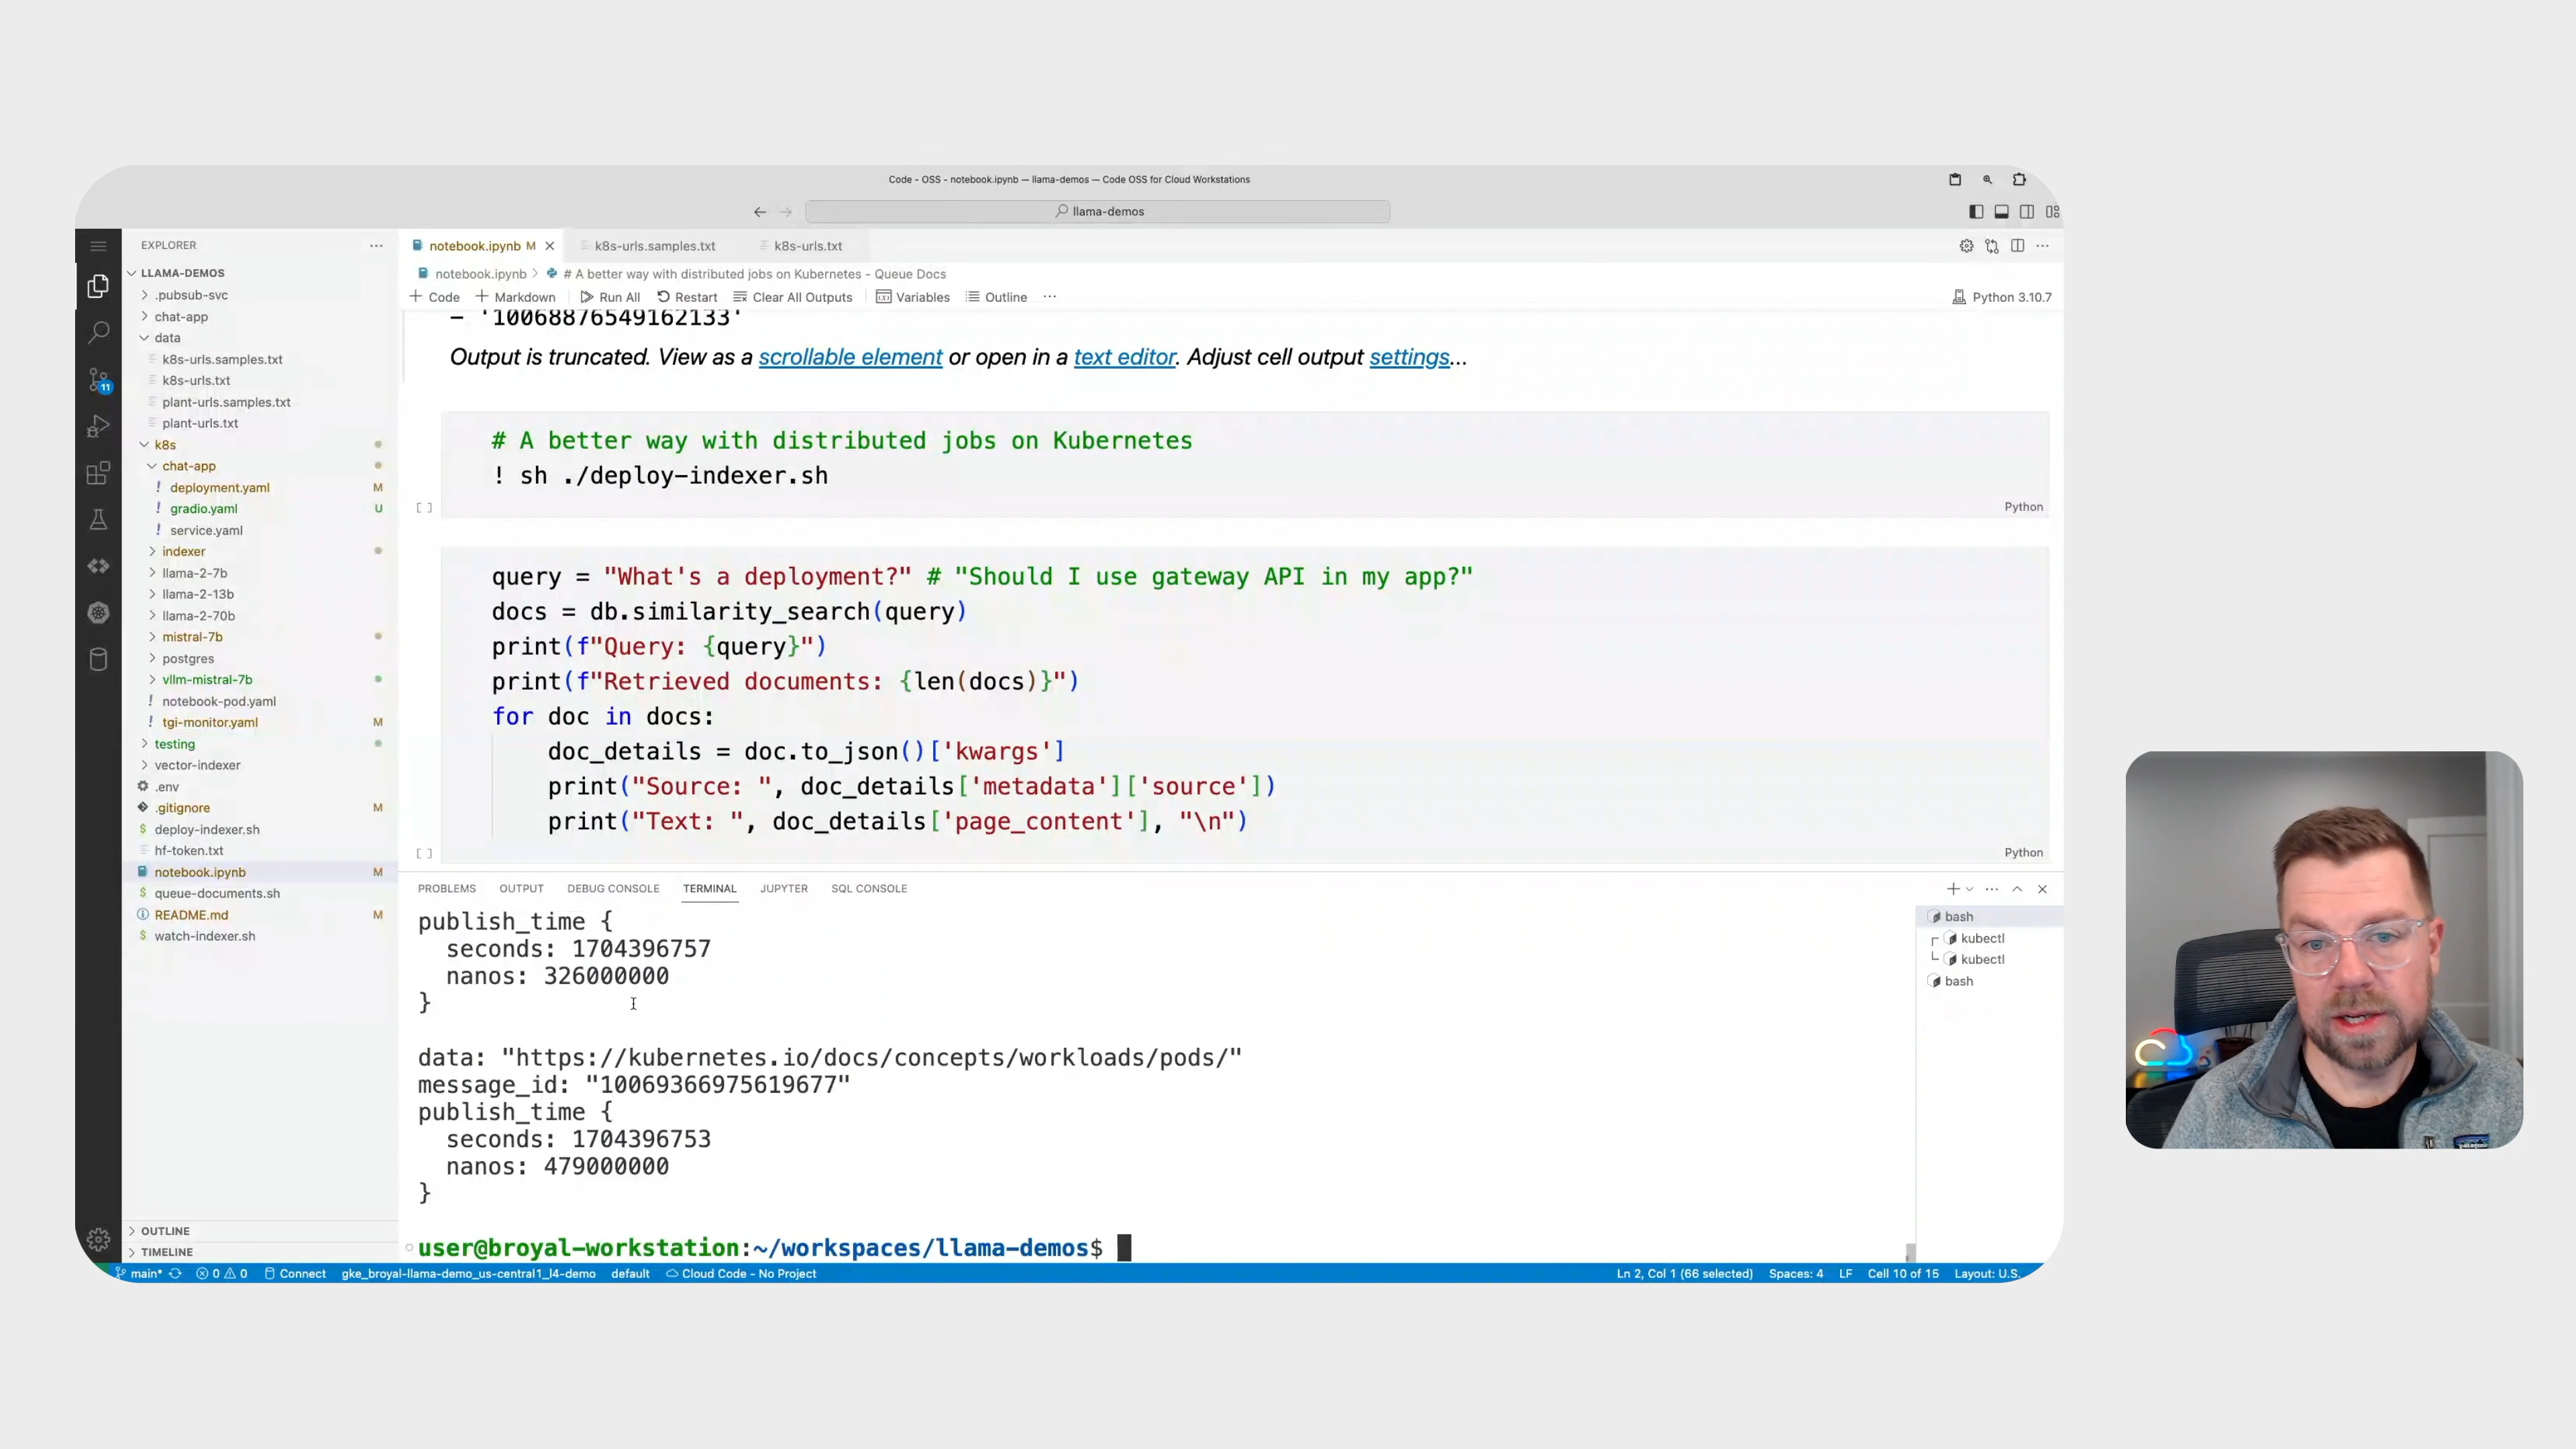 Code - OSS - notebook.ipynb — llama-demos — Code OSS for Cloud Workstations
llama-demos
EXPLORER
LLAMA-DEMOS
.pubsub-svc
chat-app
data
k8s-urls.samples.txt
k8s-urls.txt
plant-urls.samples.txt
plant-urls.txt
k8s
chat-app
! deployment.yaml M
! gradio.yaml U
! service.yaml
indexer
llama-2-7b
llama-2-13b
llama-2-70b
mistral-7b
postgres
vllm-mistral-7b
! notebook-pod.yaml
! tgi-monitor.yaml M
testing
vector-indexer
.env
.gitignore M
$ deploy-indexer.sh
hf-token.txt
notebook.ipynb M
$ queue-documents.sh
README.md M
$ watch-indexer.sh
OUTLINE
TIMELINE
11
notebook.ipynb M
k8s-urls.samples.txt
k8s-urls.txt
notebook.ipynb > # A better way with distributed jobs on Kubernetes - Queue Docs
+ Code + Markdown Run All Restart Clear All Outputs Variables Outline ...
Python 3.10.7
– '10068876549162133'
Output is truncated. View as a scrollable element or open in a text editor. Adjust cell output settings...
# A better way with distributed jobs on Kubernetes
! sh ./deploy-indexer.sh
[ ]
Python
query = "What's a deployment?" # "Should I use gateway API in my app?"
docs = db.similarity_search(query)
print(f"Query: {query}")
print(f"Retrieved documents: {len(docs)}")
for doc in docs:
doc_details = doc.to_json()['kwargs']
print("Source: ", doc_details['metadata']['source'])
print("Text: ", doc_details['page_content'], "\n")
[ ]
Python
PROBLEMS OUTPUT DEBUG CONSOLE TERMINAL JUPYTER SQL CONSOLE
publish_time {
seconds: 1704396757
nanos: 326000000
}
data: "https://kubernetes.io/docs/concepts/workloads/pods/"
message_id: "10069366975619677"
publish_time {
seconds: 1704396753
nanos: 479000000
}
user@broyal-workstation:~/workspaces/llama-demos$
bash
kubectl
kubectl
bash
main* 0 0 Connect gke_broyal-llama-demo_us-central1_l4-demo default Cloud Code - No Project
Ln 2, Col 1 (66 selected) Spaces: 4 LF Cell 10 of 15 Layout: U.S.